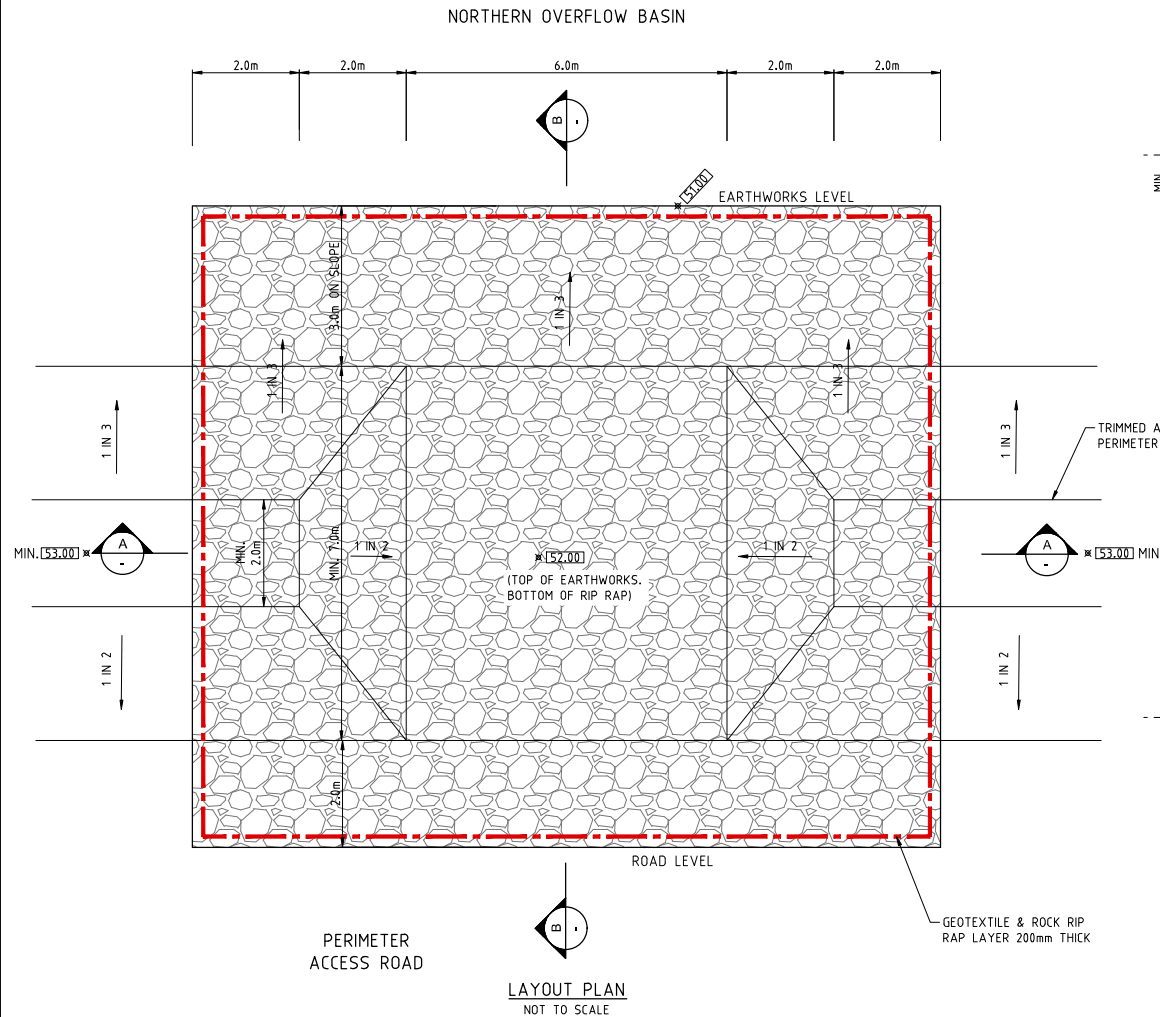 NORTHERN OVERFLOW BASIN
2.0m
2.0m
6.0m
2.0m
2.0m
B
-
51.00
EARTHWORKS LEVEL
MIN
3.0m ON SLOPE
1 IN 3
1 IN 3
1 IN 3
1 IN 3
1 IN 3
TRIMMED A
PERIMETER
MIN. 53.00
A
-
MIN.
2.0m
MIN. 7.0m
1 IN 2
52.00
(TOP OF EARTHWORKS.
BOTTOM OF RIP RAP)
1 IN 2
A
-
53.00 MIN
1 IN 2
1 IN 2
2.0m
ROAD LEVEL
GEOTEXTILE & ROCK RIP
RAP LAYER 200mm THICK
B
-
PERIMETER
ACCESS ROAD
LAYOUT PLAN
NOT TO SCALE